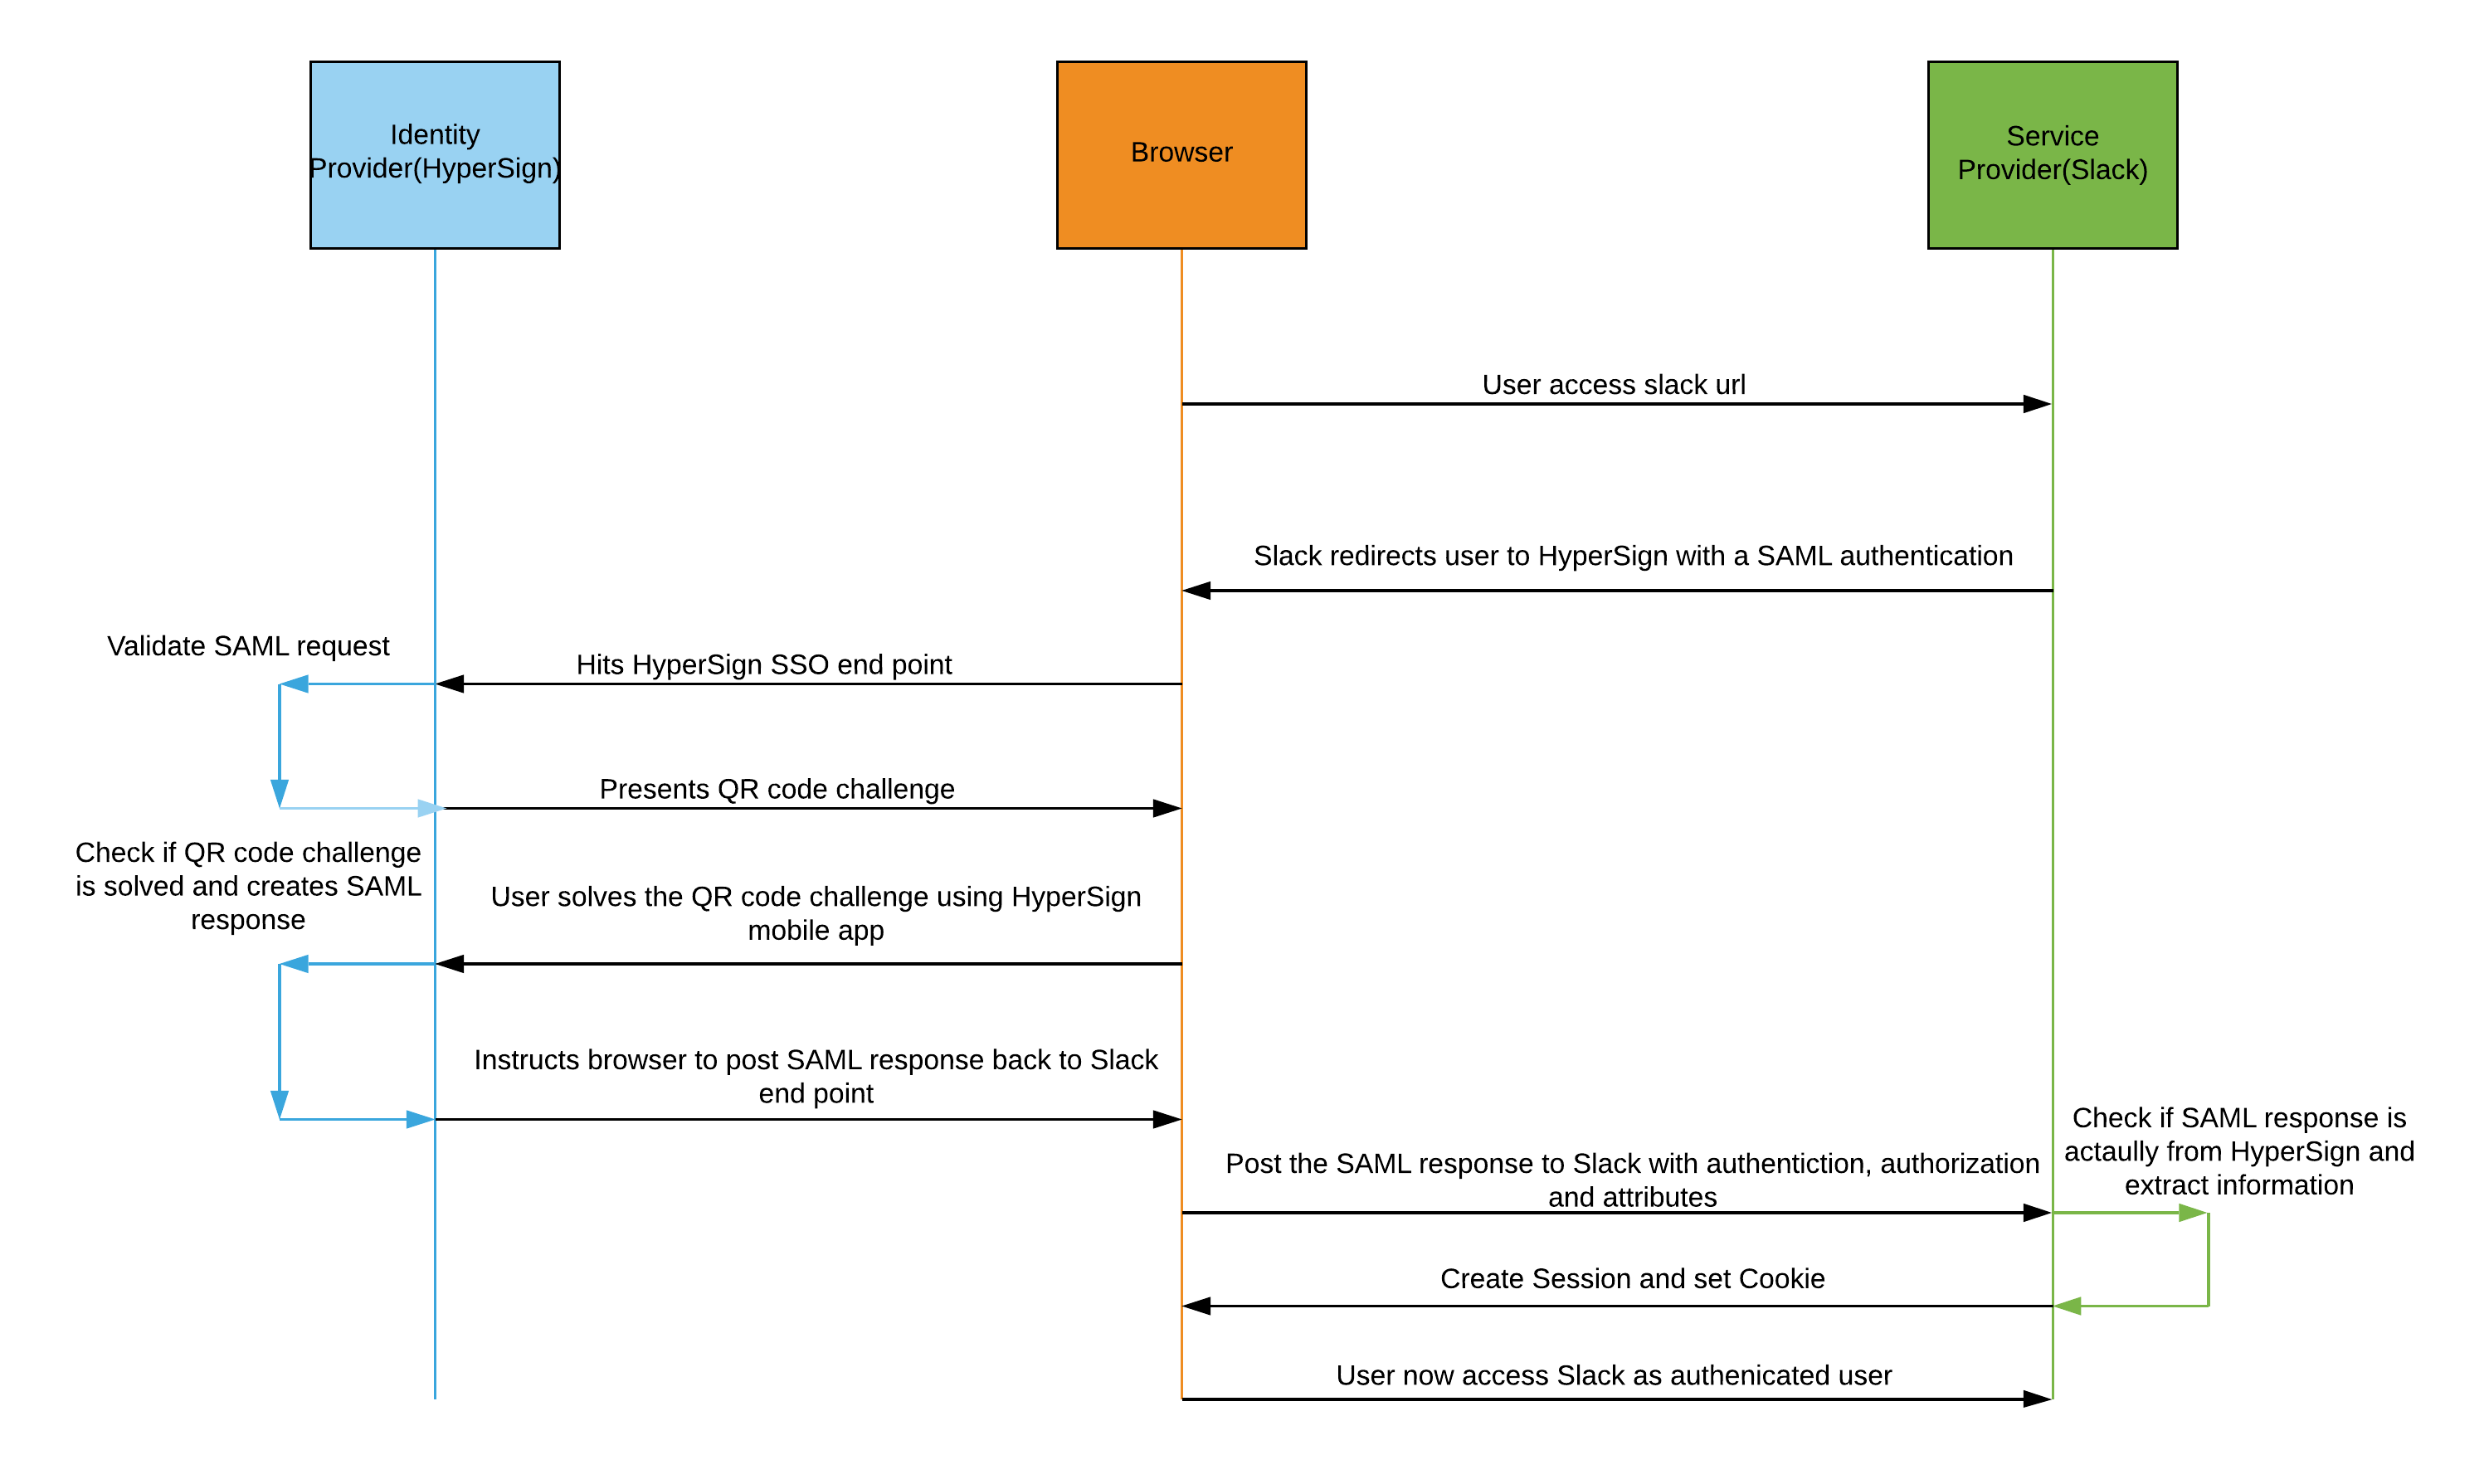 Identity
Provider(HyperSign)
Browser
Service
Provider(Slack)
User access slack url
Slack redirects user to HyperSign with a SAML authentication
Validate SAML request
Hits HyperSign SSO end point
Presents QR code challenge
Check if QR code challenge
is solved and creates SAML
response
User solves the QR code challenge using HyperSign
mobile app
Instructs browser to post SAML response back to Slack
end point
Check if SAML response is
actaully from HyperSign and
extract information
Post the SAML response to Slack with authentiction, authorization
and attributes
Create Session and set Cookie
User now access Slack as authenicated user